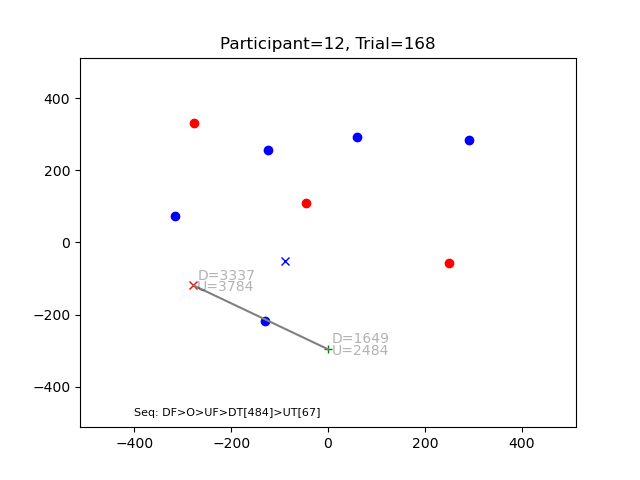 Participant=12, Trial=168
400
200
0
−200
−400
D=3337
U=3784
D=1649
U=2484
Seq: DF>O>UF>DT[484]>UT[67]
−400
−200
0
200
400